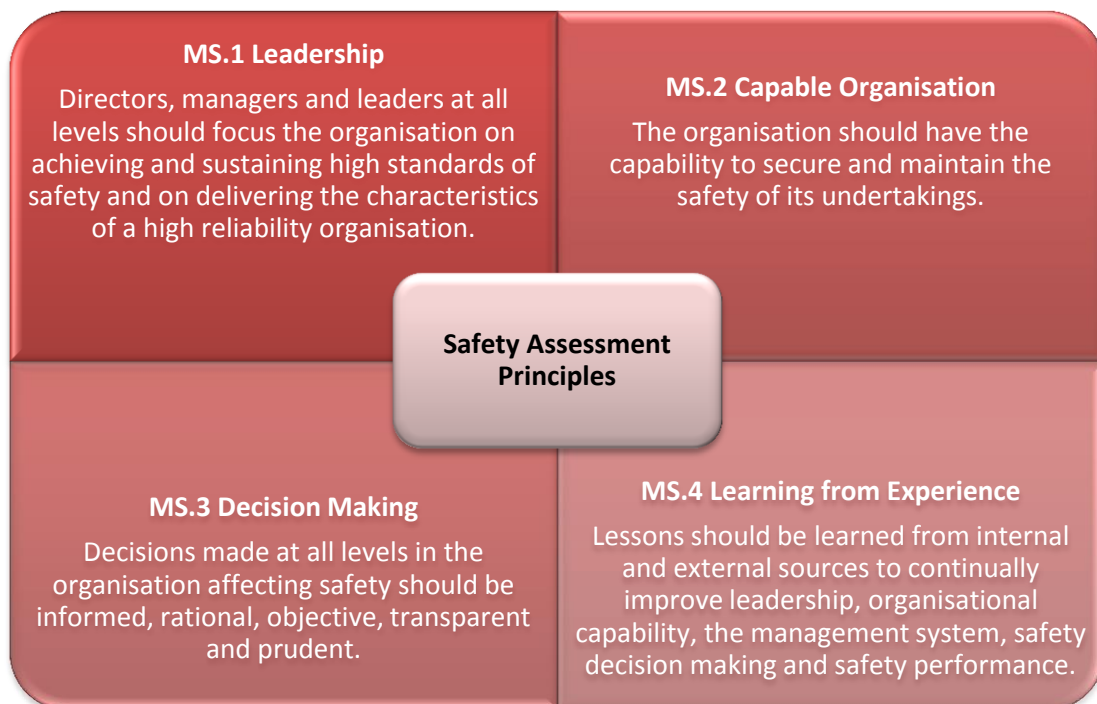 MS.1 Leadership
Directors, managers and leaders at all
levels should focus the organisation on
achieving and sustaining high standards of
safety and on delivering the characteristics
of a high reliability organisation.
MS.2 Capable Organisation
The organisation should have the
capability to secure and maintain the
safety of its undertakings.
Safety Assessment
Principles
MS.3 Decision Making
Decisions made at all levels in the
organisation affecting safety should be
informed, rational, objective, transparent
and prudent.
MS.4 Learning from Experience
Lessons should be learned from internal
and external sources to continually
improve leadership, organisational
capability, the management system, safety
decision making and safety performance.